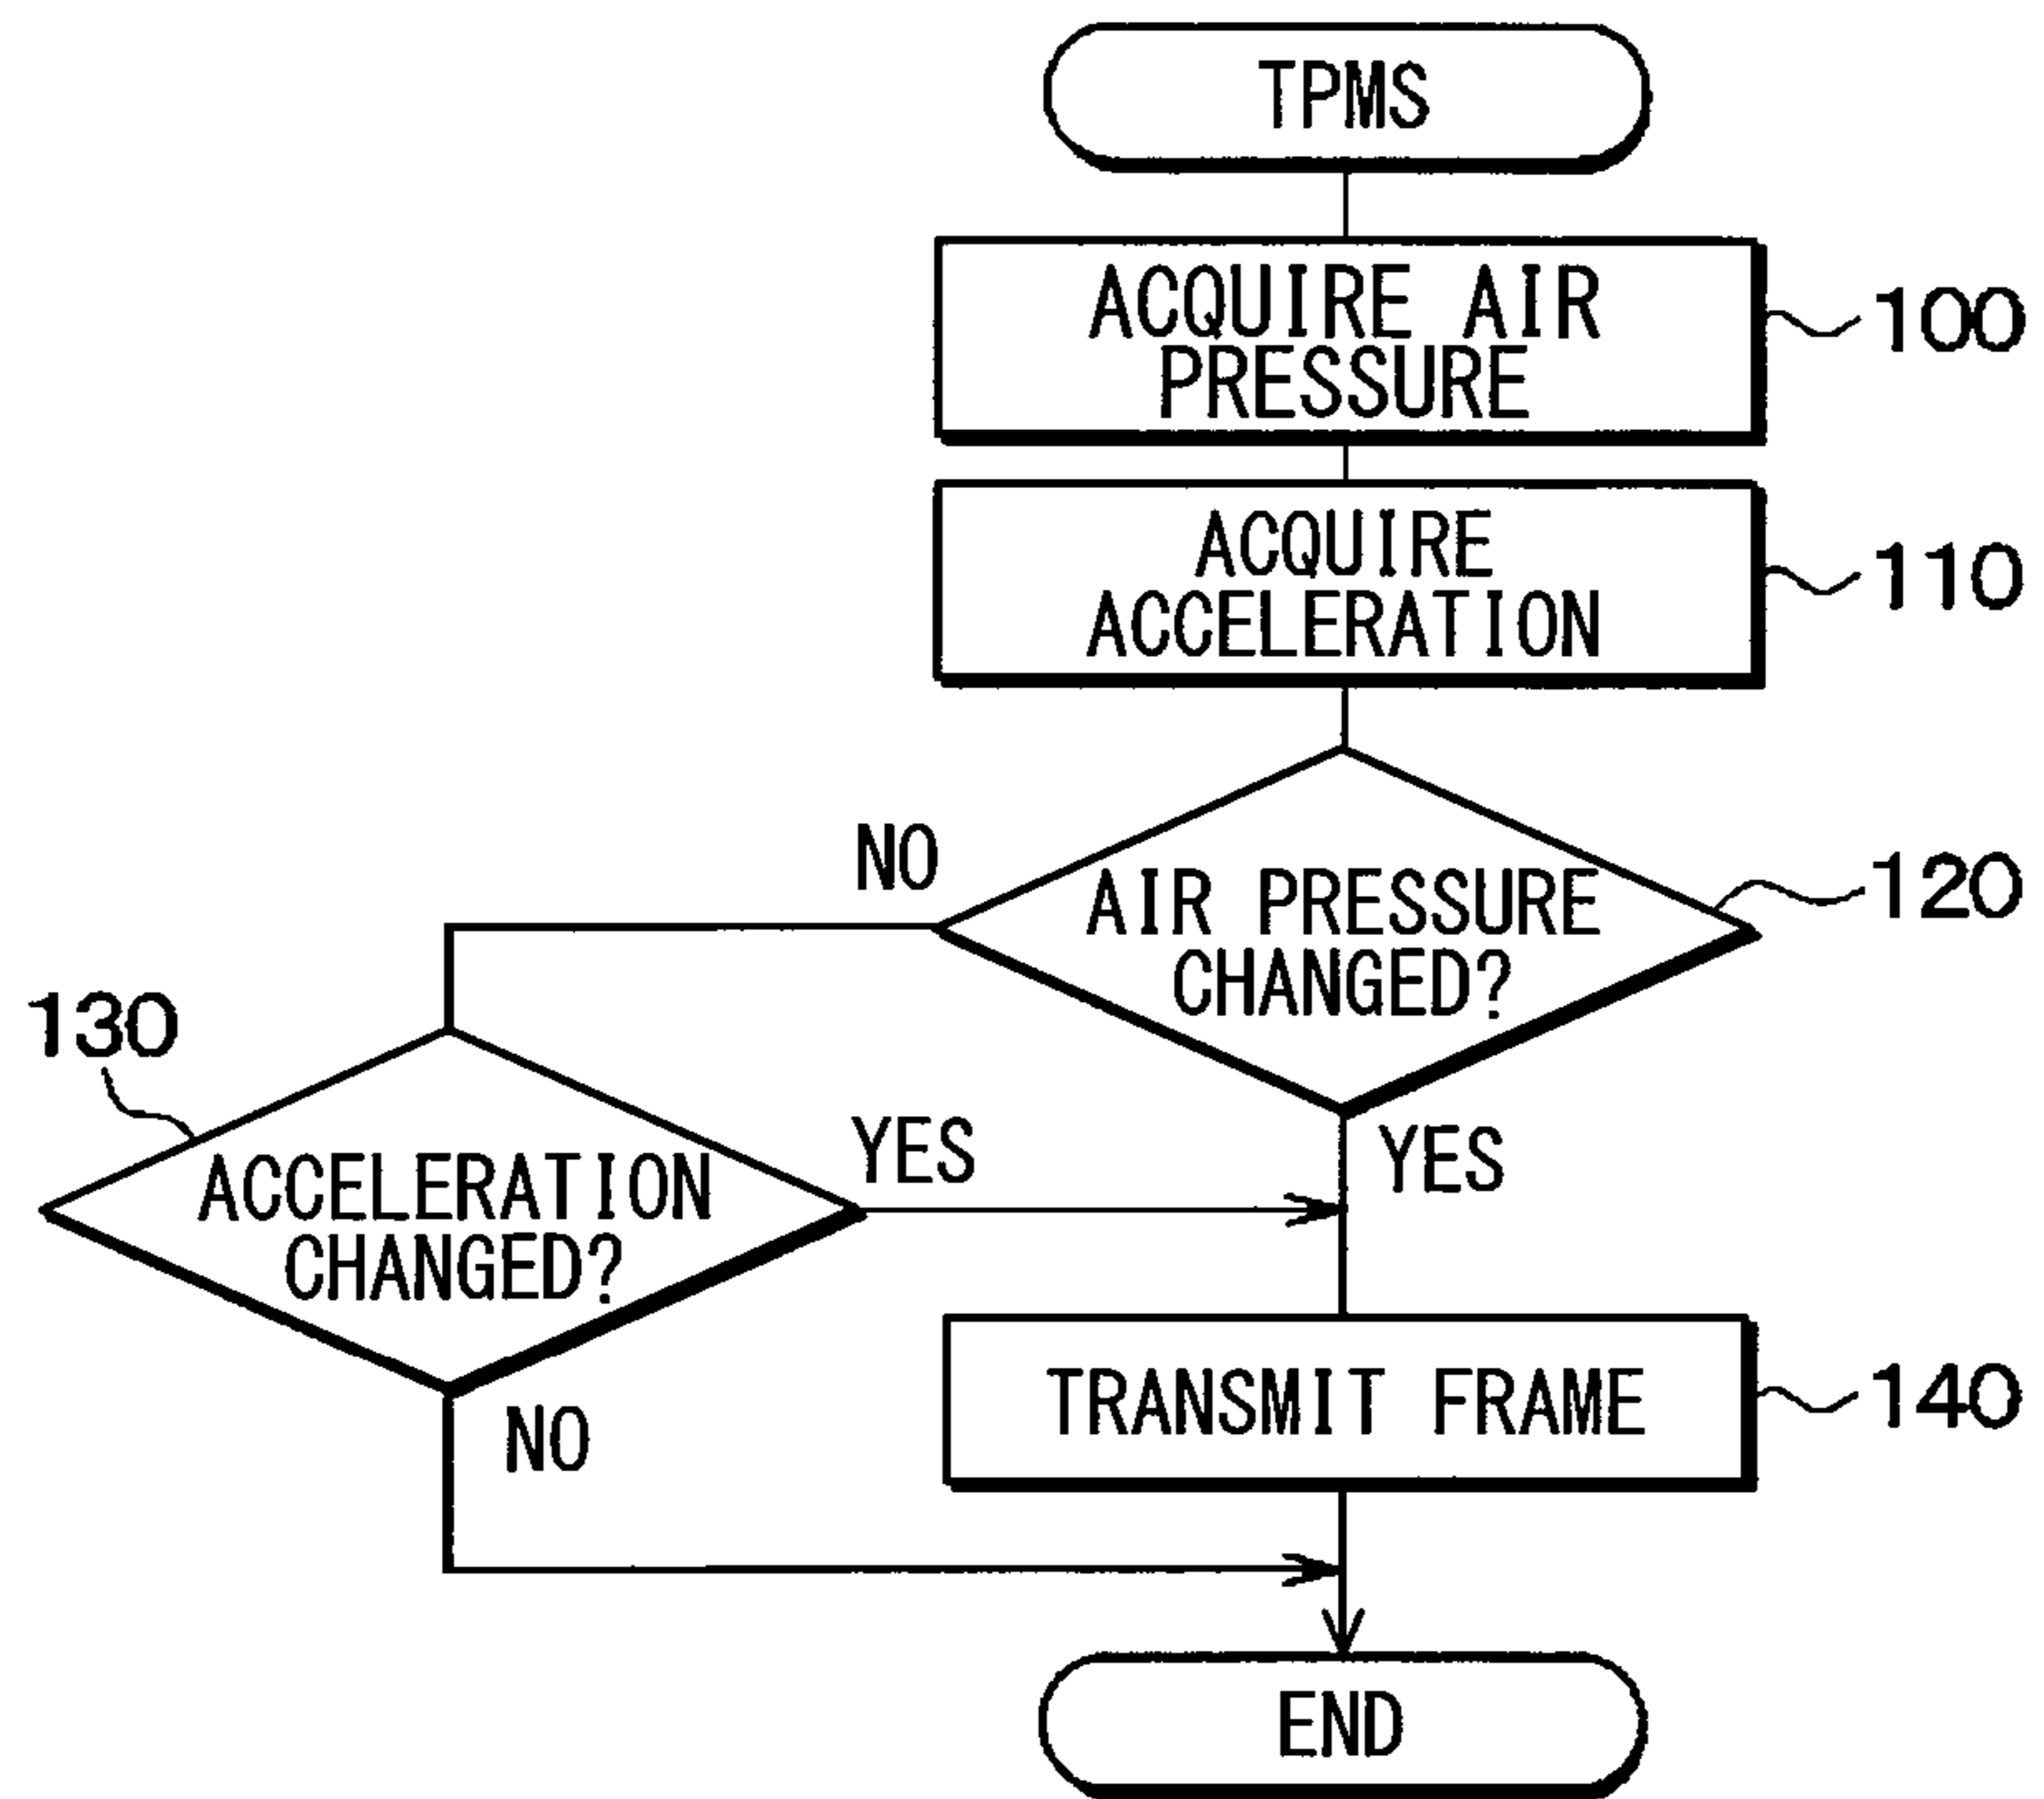 TPMS
ACQUIRE AIR
PRESSURE
100
ACQUIRE
ACCELERATION
110
NO
AIR PRESSURE
CHANGED?
120
130
ACCELERATION
CHANGED?
YES
YES
NO
TRANSMIT FRAME
140
END